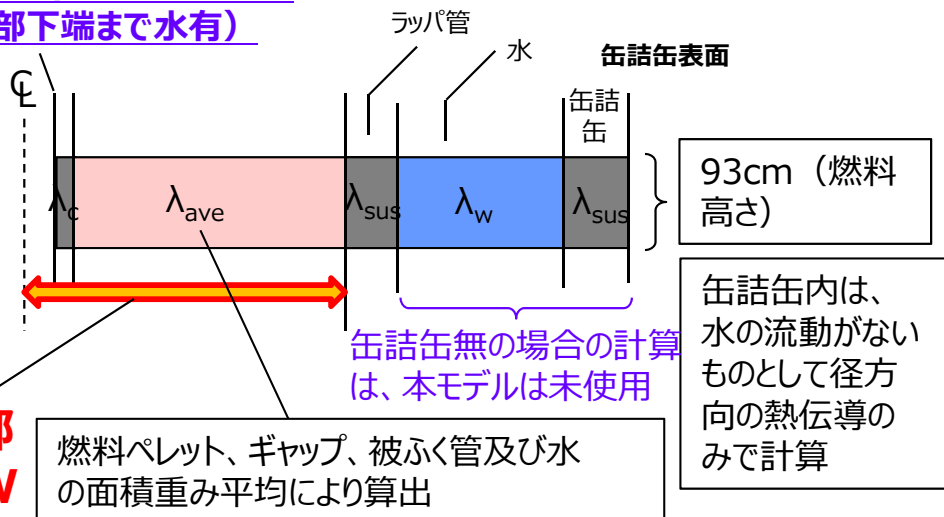 部下端まで水有）
ラッパ管
水
缶詰缶表面
℄
缶詰
缶
λc
λave
λsus
λw
λsus
93cm（燃料
高さ）
缶詰缶内は、
水の流動がない
ものとして径方
向の熱伝導の
みで計算
缶詰缶無の場合の計算
は、本モデルは未使用
部
W
燃料ペレット、ギャップ、被ふく管及び水
の面積重み平均により算出